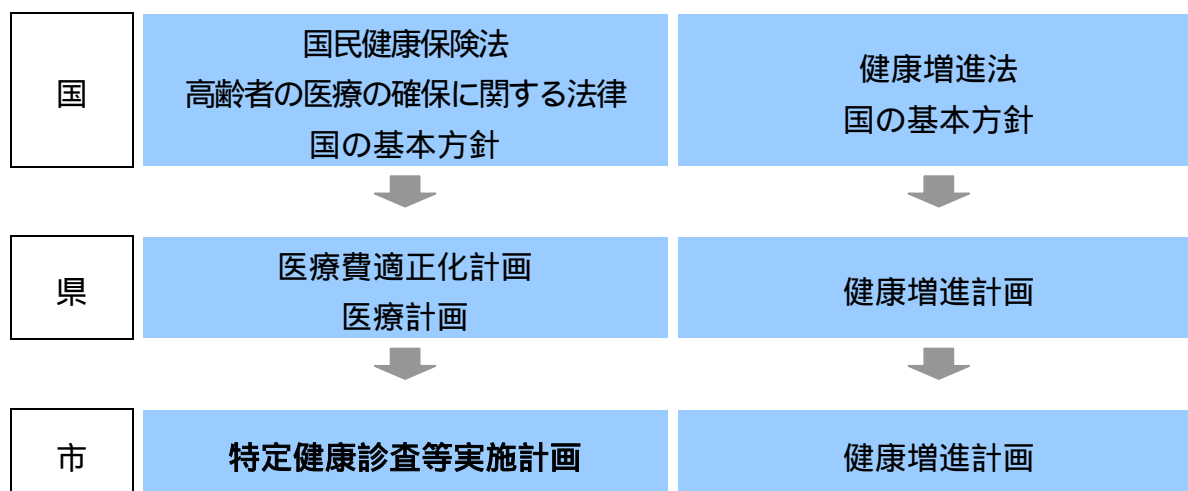 国
国民健康保険法
高齢者の医療の確保に関する法律
国の基本方針
健康増進法
国の基本方針
県
医療費適正化計画
医療計画
健康増進計画
市
特定健康診査等実施計画
健康増進計画